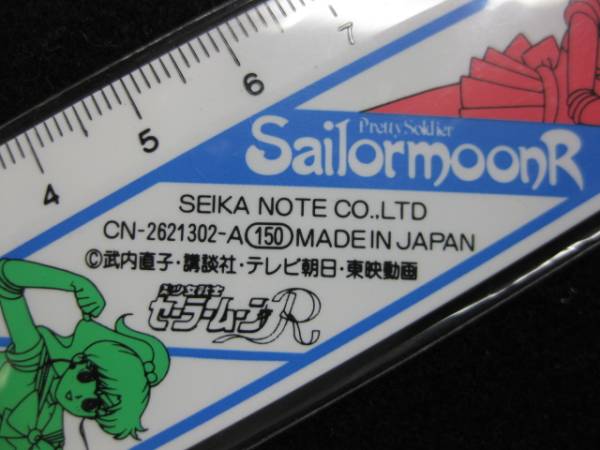 4 5 6 7
Pretty Soldier
SailormoonR
SEIKA NOTE CO.,LTD
CN-2621302-A 150 MADE IN JAPAN
©武内直子・講談社・テレビ朝日・東映動画
美少女戦士
セーラームーンR